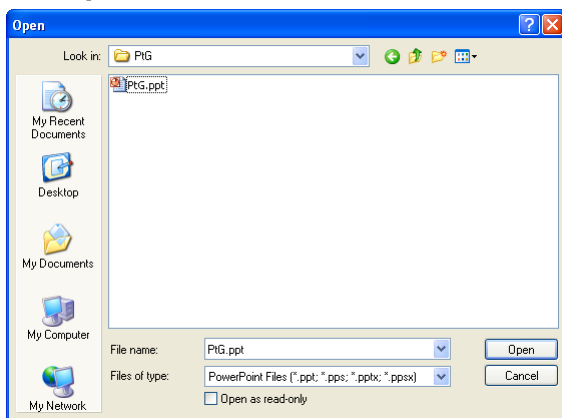 Open
Look in: PtG
PtG.ppt
My Recent
Documents
Desktop
My Documents
My Computer
My Network
File name: PtG.ppt Open
Files of type: PowerPoint Files (*.ppt; *.pps; *.pptx; *.ppsx) Cancel
Open as read-only